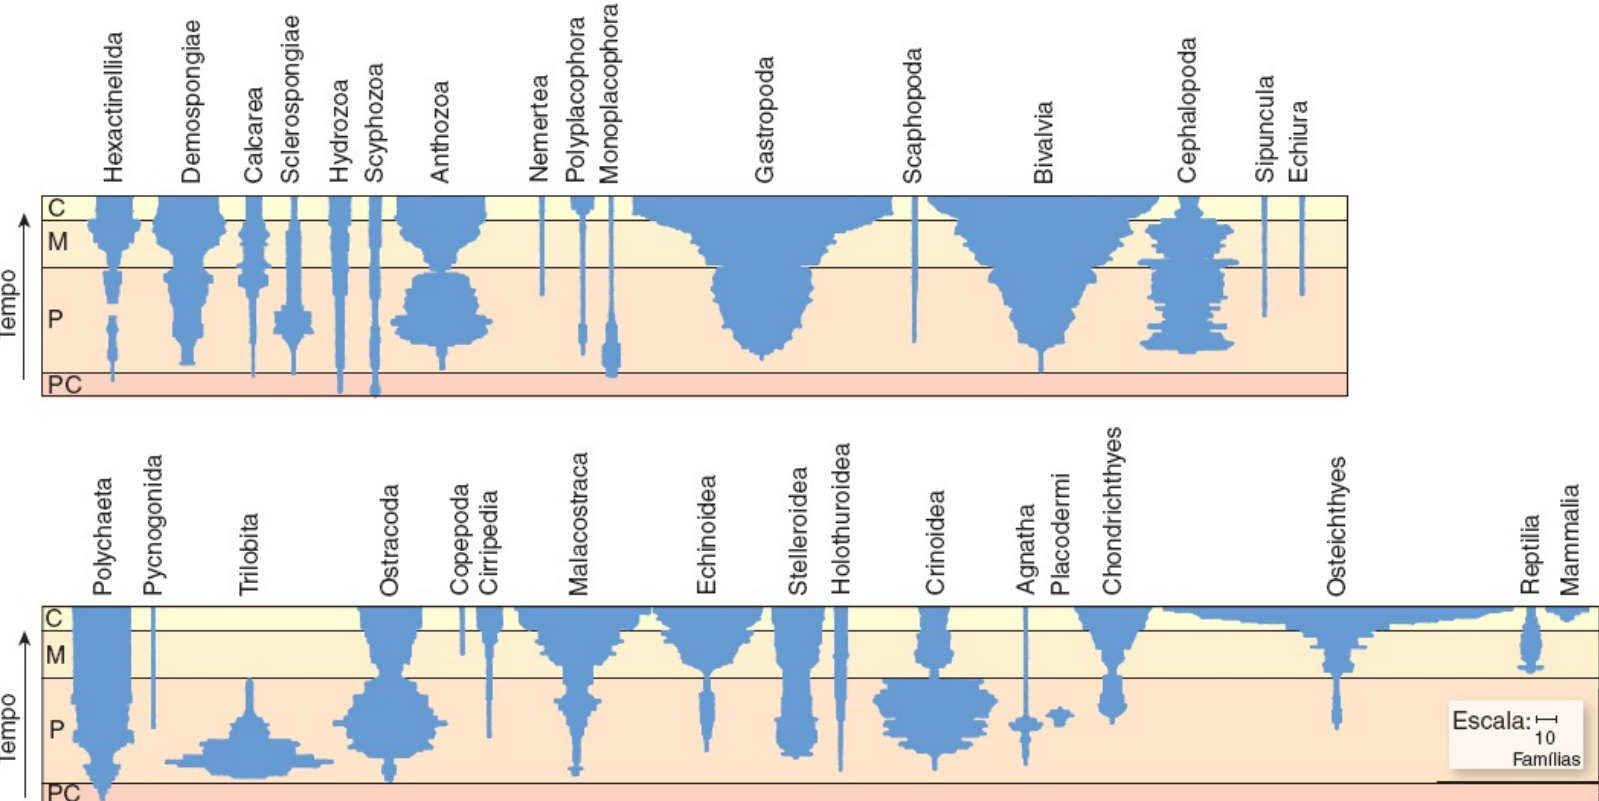 Hexactinellida
Demospongiae
Calcarea
Sclerospongiae
Hydrozoa
Scyphozoa
Anthozoa
Nemertea
Polyplacophora
Monoplacophora
Gastropoda
Scaphopoda
Bivalvia
Cephalopoda
Sipuncula
Echiura
Tempo
C
M
P
PC
Polychaeta
Pycnogonida
Trilobita
Ostracoda
Copepoda
Cirripedia
Malacostraca
Echinoidea
Stelleroidea
Holothuroidea
Crinoidea
Agnatha
Placodermi
Chondrichthyes
Osteichthyes
Reptilia
Mammalia
Tempo
C
M
P
PC
Escala:
10
Famílias